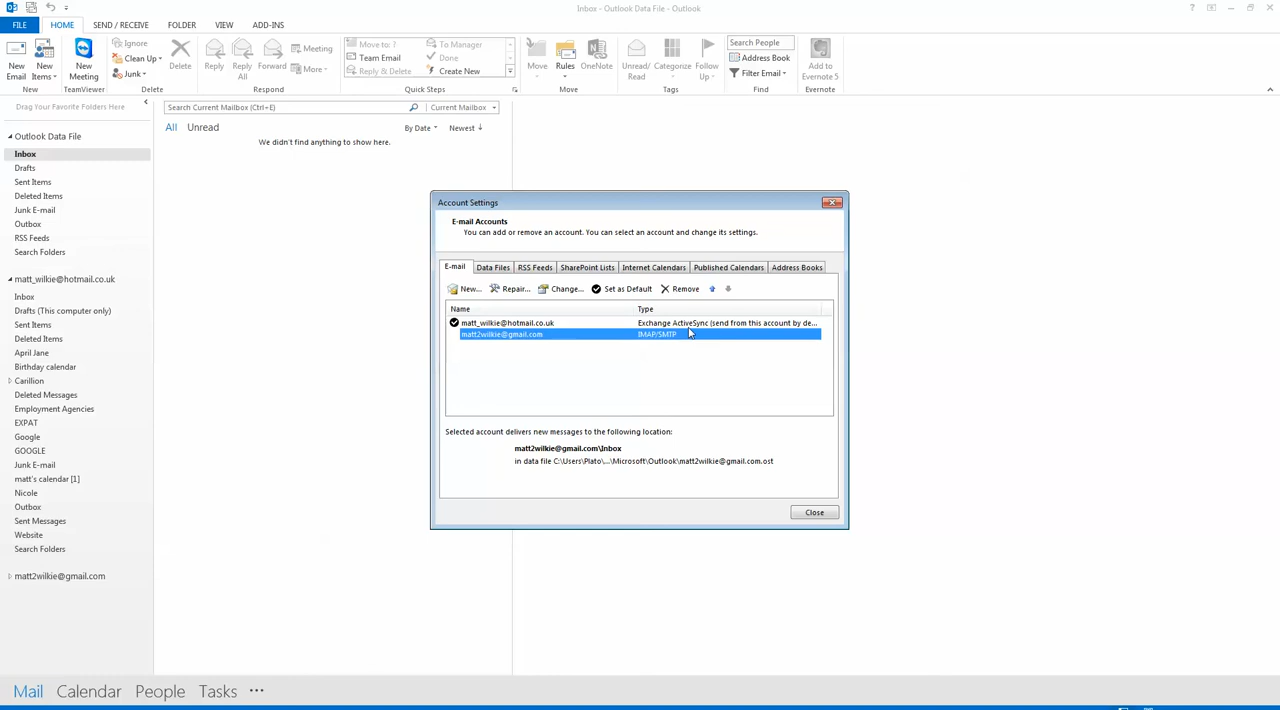 Inbox - Outlook Data File - Outlook
FILE HOME SEND / RECEIVE FOLDER VIEW ADD-INS
New Email
New Items
New Meeting
Ignore
Clean Up
Junk
Delete
Reply
Reply All
Forward
Meeting
More
Move to: ?
Team Email
Reply & Delete
To Manager
Done
Create New
Move
Rules
OneNote
Unread/ Read
Categorize
Follow Up
Search People
Address Book
Filter Email
Add to Evernote 5
New TeamViewer Delete Respond Quick Steps Move Tags Find Evernote
Drag Your Favorite Folders Here
Outlook Data File
Inbox
Drafts
Sent Items
Deleted Items
Junk E-mail
Outbox
RSS Feeds
Search Folders
matt_wilkie@hotmail.co.uk
Inbox
Drafts (This computer only)
Sent Items
Deleted Items
April Jane
Birthday calendar
Carillion
Deleted Messages
Employment Agencies
EXPAT
Google
GOOGLE
Junk E-mail
matt's calendar [1]
Nicole
Outbox
Sent Messages
Website
Search Folders
matt2wilkie@gmail.com
Search Current Mailbox (Ctrl+E) Current Mailbox
All Unread By Date Newest
We didn't find anything to show here.
Account Settings
E-mail Accounts
You can add or remove an account. You can select an account and change its settings.
E-mail Data Files RSS Feeds SharePoint Lists Internet Calendars Published Calendars Address Books
New... Repair... Change... Set as Default Remove
Name Type
matt_wilkie@hotmail.co.uk Exchange ActiveSync (send from this account by de...
matt2wilkie@gmail.com IMAP/SMTP
Selected account delivers new messages to the following location:
matt2wilkie@gmail.com\Inbox
in data file C:\Users\Plato\...\Microsoft\Outlook\matt2wilkie@gmail.com.ost
Close
Mail Calendar People Tasks ...